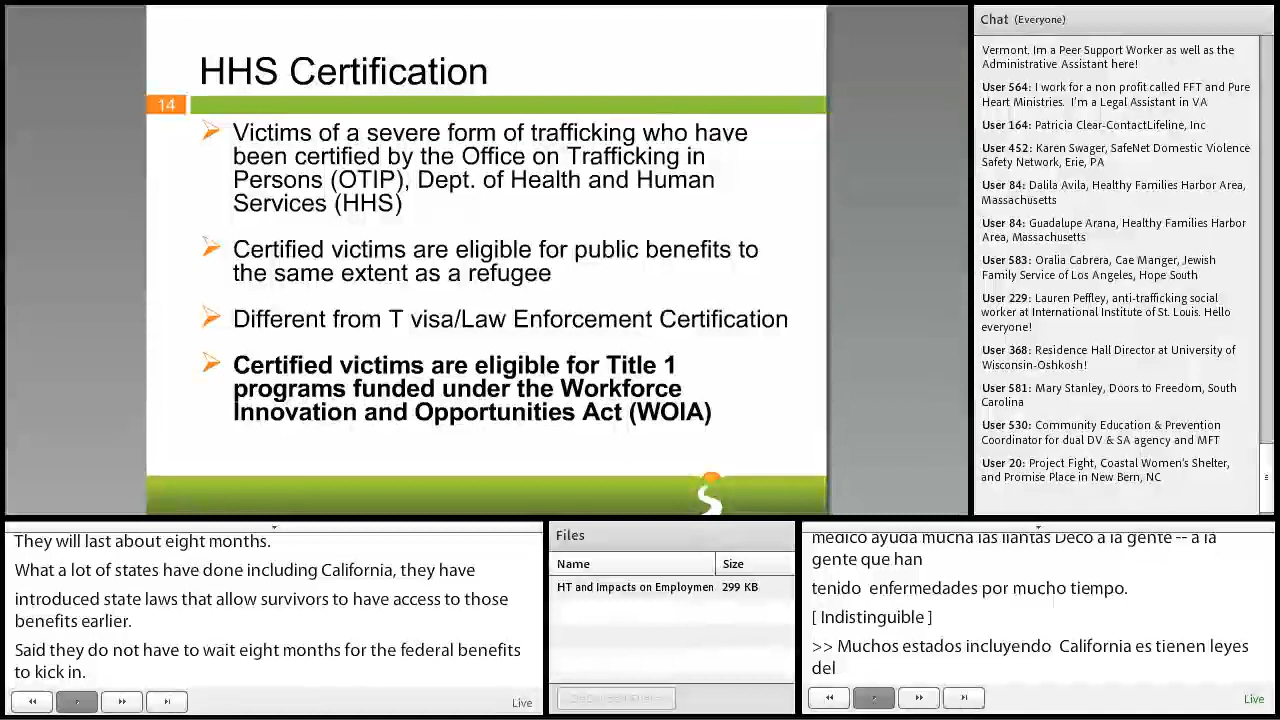 HHS Certification
14
Victims of a severe form of trafficking who have
been certified by the Office on Trafficking in
Persons (OTIP), Dept. of Health and Human
Services (HHS)
Certified victims are eligible for public benefits to
the same extent as a refugee
Different from T visa/Law Enforcement Certification
Certified victims are eligible for Title 1
programs funded under the Workforce
Innovation and Opportunities Act (WOIA)
Chat (Everyone)
Vermont. Im a Peer Support Worker as well as the
Administrative Assistant here!
User 564: I work for a non profit called FFT and Pure
Heart Ministries. I'm a Legal Assistant in VA
User 164: Patricia Clear-ContactLifeline, Inc
User 452: Karen Swager, SafeNet Domestic Violence
Safety Network, Erie, PA
User 84: Dalila Avila, Healthy Families Harbor Area,
Massachusetts
User 84: Guadalupe Arana, Healthy Families Harbor
Area, Massachusetts
User 583: Oralia Cabrera, Cae Manger, Jewish
Family Service of Los Angeles, Hope South
User 229: Lauren Peffley, anti-trafficking social
worker at International Institute of St. Louis. Hello
everyone!
User 368: Residence Hall Director at University of
Wisconsin-Oshkosh!
User 581: Mary Stanley, Doors to Freedom, South
Carolina
User 530: Community Education & Prevention
Coordinator for dual DV & SA agency and MFT
User 20: Project Fight, Coastal Women's Shelter,
and Promise Place in New Bern, NC
They will last about eight months.
What a lot of states have done including California, they have
introduced state laws that allow survivors to have access to those
benefits earlier.
Said they do not have to wait eight months for the federal benefits
to kick in.
Live
Files
Name Size
HT and Impacts on Employmen 299 KB
medico ayuda mucha las llantas Deco a la gente -- a la
gente que han
tenido enfermedades por mucho tiempo.
[ Indistinguible ]
>> Muchos estados incluyendo California es tienen leyes
del
Live